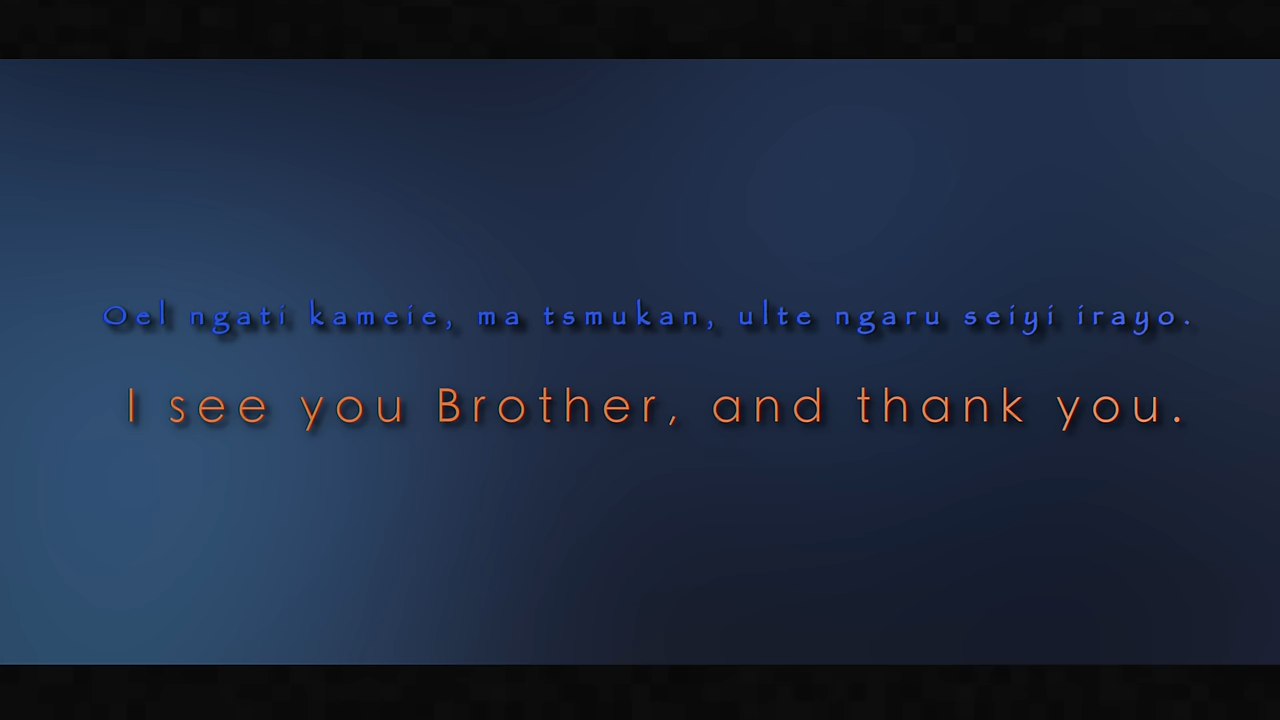 Oel ngati kameie, ma tsmukan, ulte ngaru seiyi irayo.
I see you Brother, and thank you.